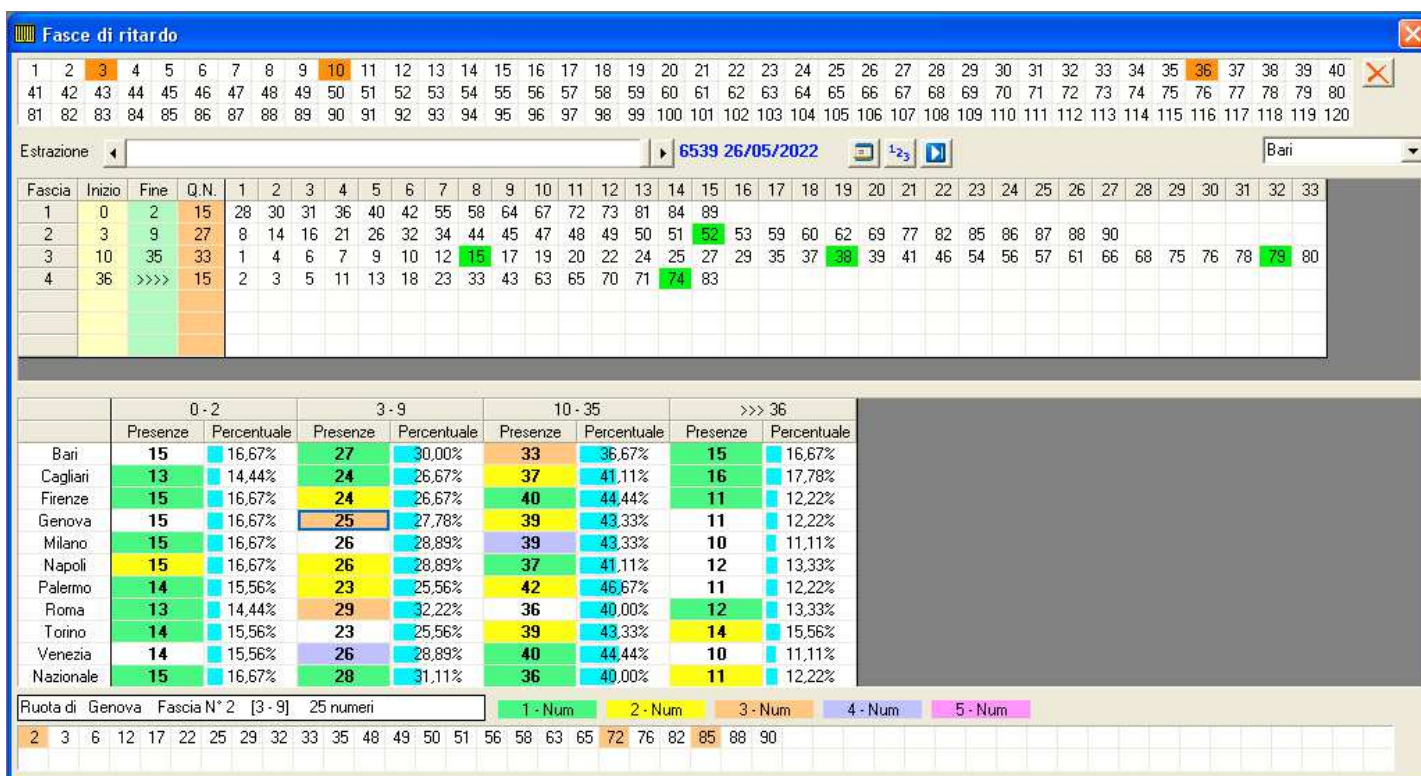 Fasce di ritardo
1 2 3 4 5 6 7 8 9 10 11 12 13 14 15 16 17 18 19 20 21 22 23 24 25 26 27 28 29 30 31 32 33 34 35 36 37 38 39 40
41 42 43 44 45 46 47 48 49 50 51 52 53 54 55 56 57 58 59 60 61 62 63 64 65 66 67 68 69 70 71 72 73 74 75 76 77 78 79 80
81 82 83 84 85 86 87 88 89 90 91 92 93 94 95 96 97 98 99 100 101 102 103 104 105 106 107 108 109 110 111 112 113 114 115 116 117 118 119 120
Estrazione 6539 26/05/2022 123 Bari
Fascia Inizio Fine Q.N. 1 2 3 4 5 6 7 8 9 10 11 12 13 14 15 16 17 18 19 20 21 22 23 24 25 26 27 28 29 30 31 32 33
1 0 2 15 28 30 31 36 40 42 55 58 64 67 72 73 81 84 89
2 3 9 27 8 14 16 21 26 32 34 44 45 47 48 49 50 51 52 53 59 60 62 69 77 82 85 86 87 88 90
3 10 35 33 1 4 6 7 9 10 12 15 17 19 20 22 24 25 27 29 35 37 38 39 41 46 54 56 57 61 66 68 75 76 78 79 80
4 36 >>>> 15 2 3 5 11 13 18 23 33 43 63 65 70 71 74 83
0 - 2 3 - 9 10 - 35 >>> 36
Presenze Percentuale Presenze Percentuale Presenze Percentuale Presenze Percentuale
Bari 15 16,67% 27 30,00% 33 36,67% 15 16,67%
Cagliari 13 14,44% 24 26,67% 37 41,11% 16 17,78%
Firenze 15 16,67% 24 26,67% 40 44,44% 11 12,22%
Genova 15 16,67% 25 27,78% 39 43,33% 11 12,22%
Milano 15 16,67% 26 28,89% 39 43,33% 10 11,11%
Napoli 15 16,67% 26 28,89% 37 41,11% 12 13,33%
Palermo 14 15,56% 23 25,56% 42 46,67% 11 12,22%
Roma 13 14,44% 29 32,22% 36 40,00% 12 13,33%
Torino 14 15,56% 23 25,56% 39 43,33% 14 15,56%
Venezia 14 15,56% 26 28,89% 40 44,44% 10 11,11%
Nazionale 15 16,67% 28 31,11% 36 40,00% 11 12,22%
Ruota di Genova Fascia N° 2 [3 - 9] 25 numeri 1 - Num 2 - Num 3 - Num 4 - Num 5 - Num
2 3 6 12 17 22 25 29 32 33 35 48 49 50 51 56 58 63 65 72 76 82 85 88 90